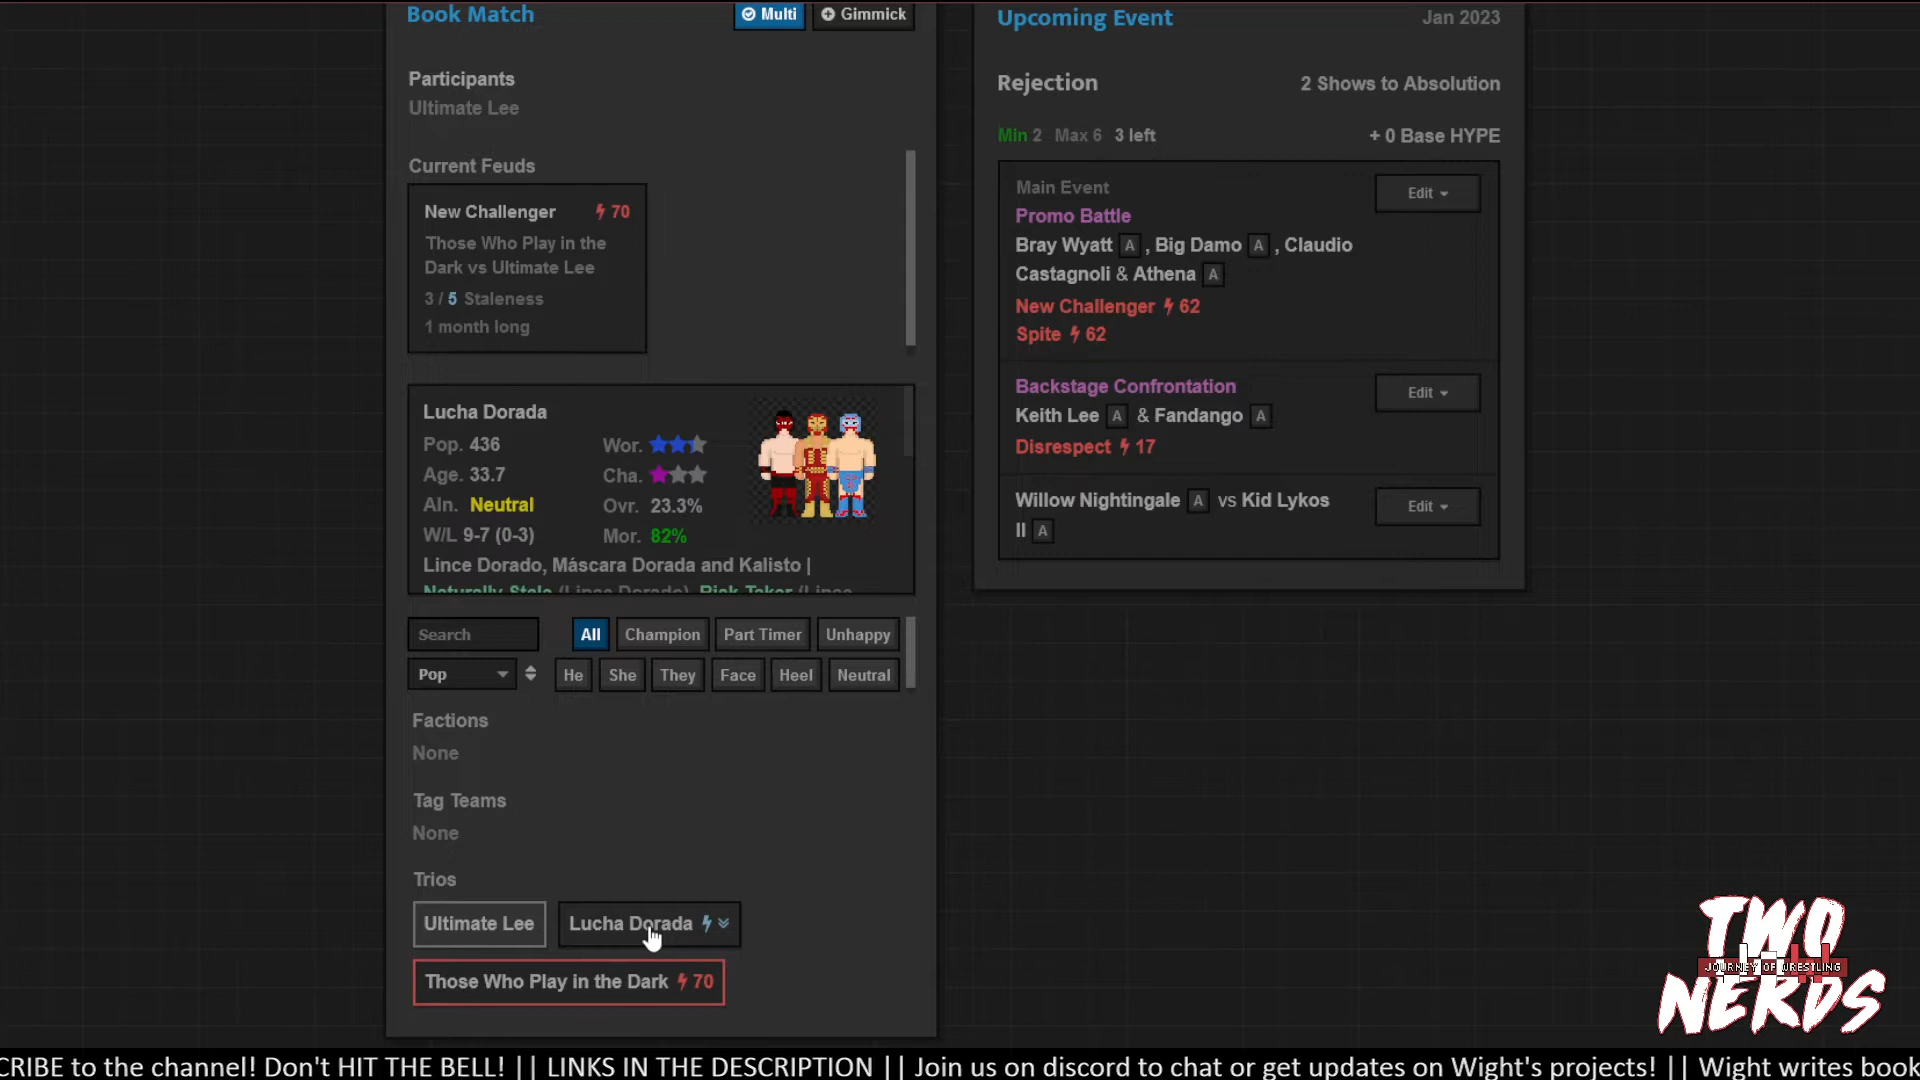 Book Match
Multi
Gimmick
Participants
Ultimate Lee
Current Feuds
New Challenger 70
Those Who Play in the
Dark vs Ultimate Lee
3 / 5 Staleness
1 month long
Lucha Dorada
Pop. 436
Wor.
Age. 33.7
Cha.
Aln. Neutral
Ovr. 23.3%
W/L 9-7 (0-3)
Mor. 82%
Lince Dorado, Máscara Dorada and Kalisto |
Naturally Stale (Lince Dorado), Risk Taker (Lince
Search
All Champion Part Timer Unhappy
Pop
He She They Face Heel Neutral
Factions
None
Tag Teams
None
Trios
Ultimate Lee
Lucha Dorada
Those Who Play in the Dark 70
Upcoming Event
Jan 2023
Rejection
2 Shows to Absolution
Min 2 Max 6 3 left
+ 0 Base HYPE
Main Event
Edit
Promo Battle
Bray Wyatt A , Big Damo A , Claudio
Castagnoli & Athena A
New Challenger 62
Spite 62
Backstage Confrontation
Edit
Keith Lee A & Fandango A
Disrespect 17
Willow Nightingale A vs Kid Lykos
II A
Edit
TWO
JOURNEY OF WRESTLING
NERDS
CRIBE to the channel! Don't HIT THE BELL! || LINKS IN THE DESCRIPTION || Join us on discord to chat or get updates on Wight's projects! || Wight writes book